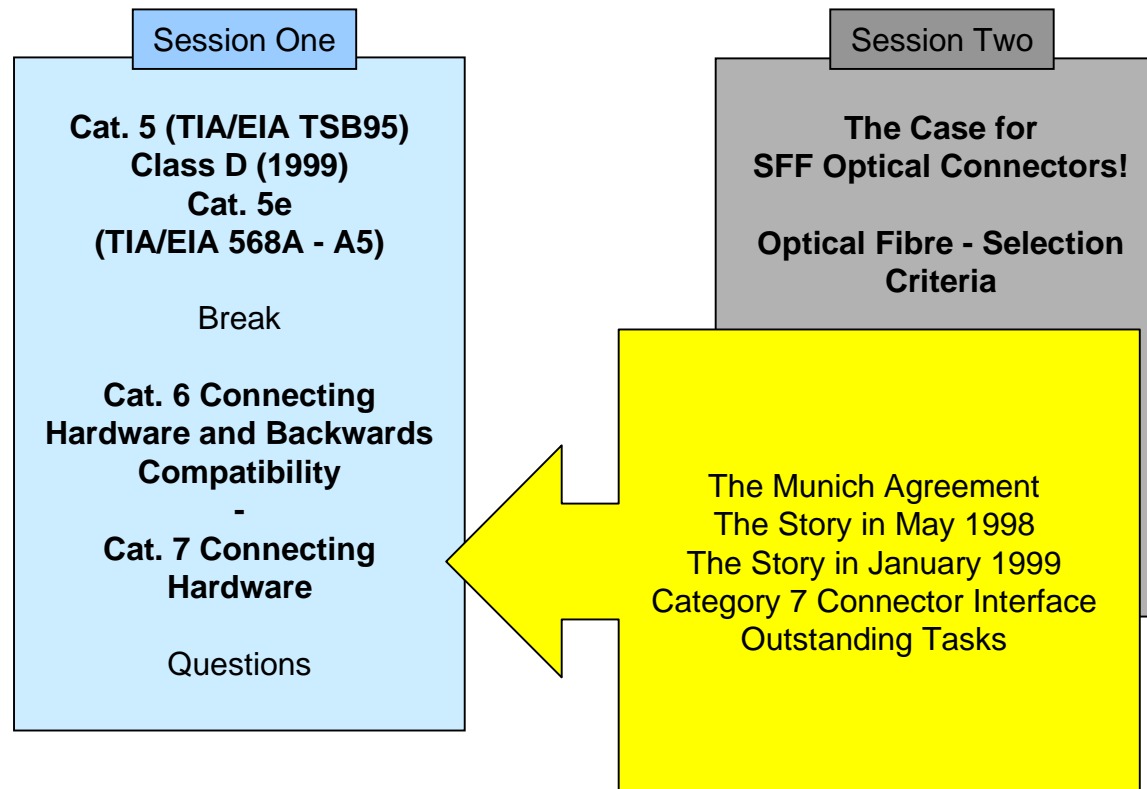 Session One
Cat. 5 (TIA/EIA TSB95)
Class D (1999)
Cat. 5e
(TIA/EIA 568A - A5)
Break
Cat. 6 Connecting
Hardware and Backwards
Compatibility
-
Cat. 7 Connecting
Hardware
Questions
Session Two
The Case for
SFF Optical Connectors!
Optical Fibre - Selection
Criteria
The Munich Agreement
The Story in May 1998
The Story in January 1999
Category 7 Connector Interface
Outstanding Tasks